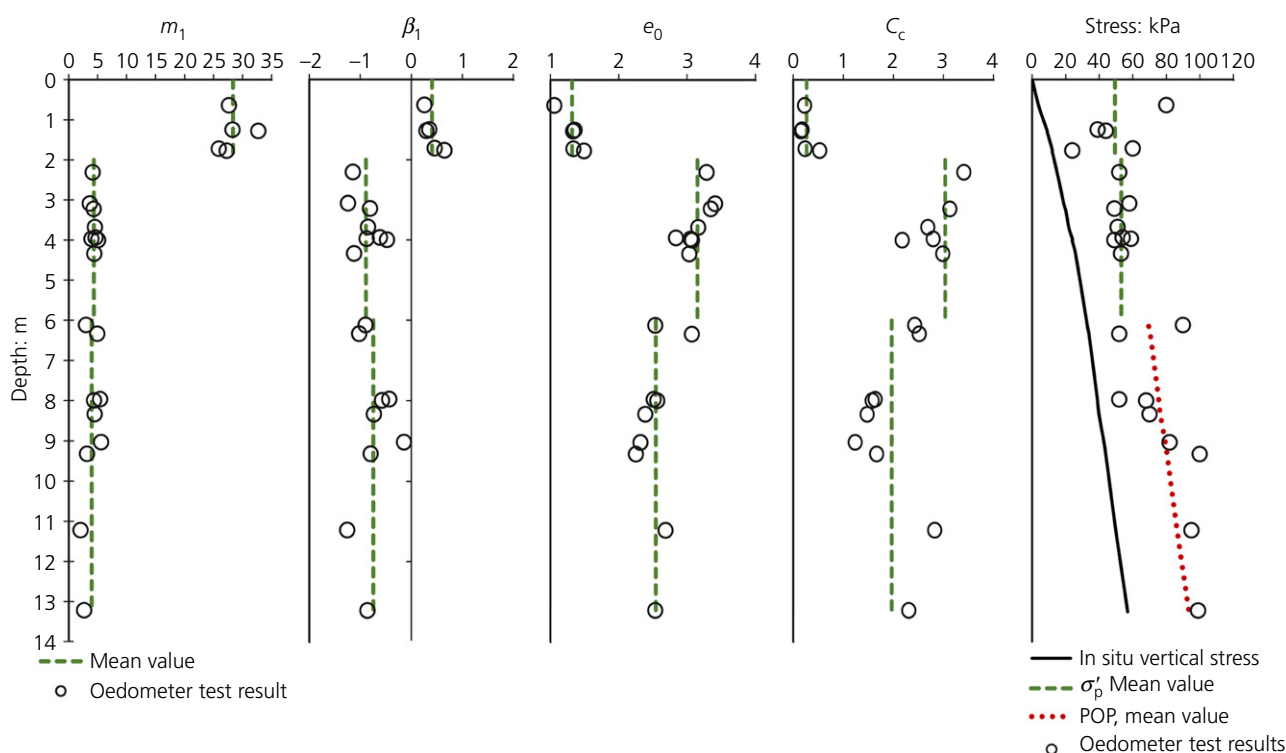 m1 β1 e0 Cc Stress: kPa
0 5 10 15 20 25 30 35 −2 −1 0 1 2 1 2 3 4 0 1 2 3 4 0 20 40 60 80 100 120
0
1
2
3
4
5
6
7
8
9
10
11
12
13
14
Depth: m
Mean value
Oedometer test result
In situ vertical stress
σ′p Mean value
POP, mean value
Oedometer test results